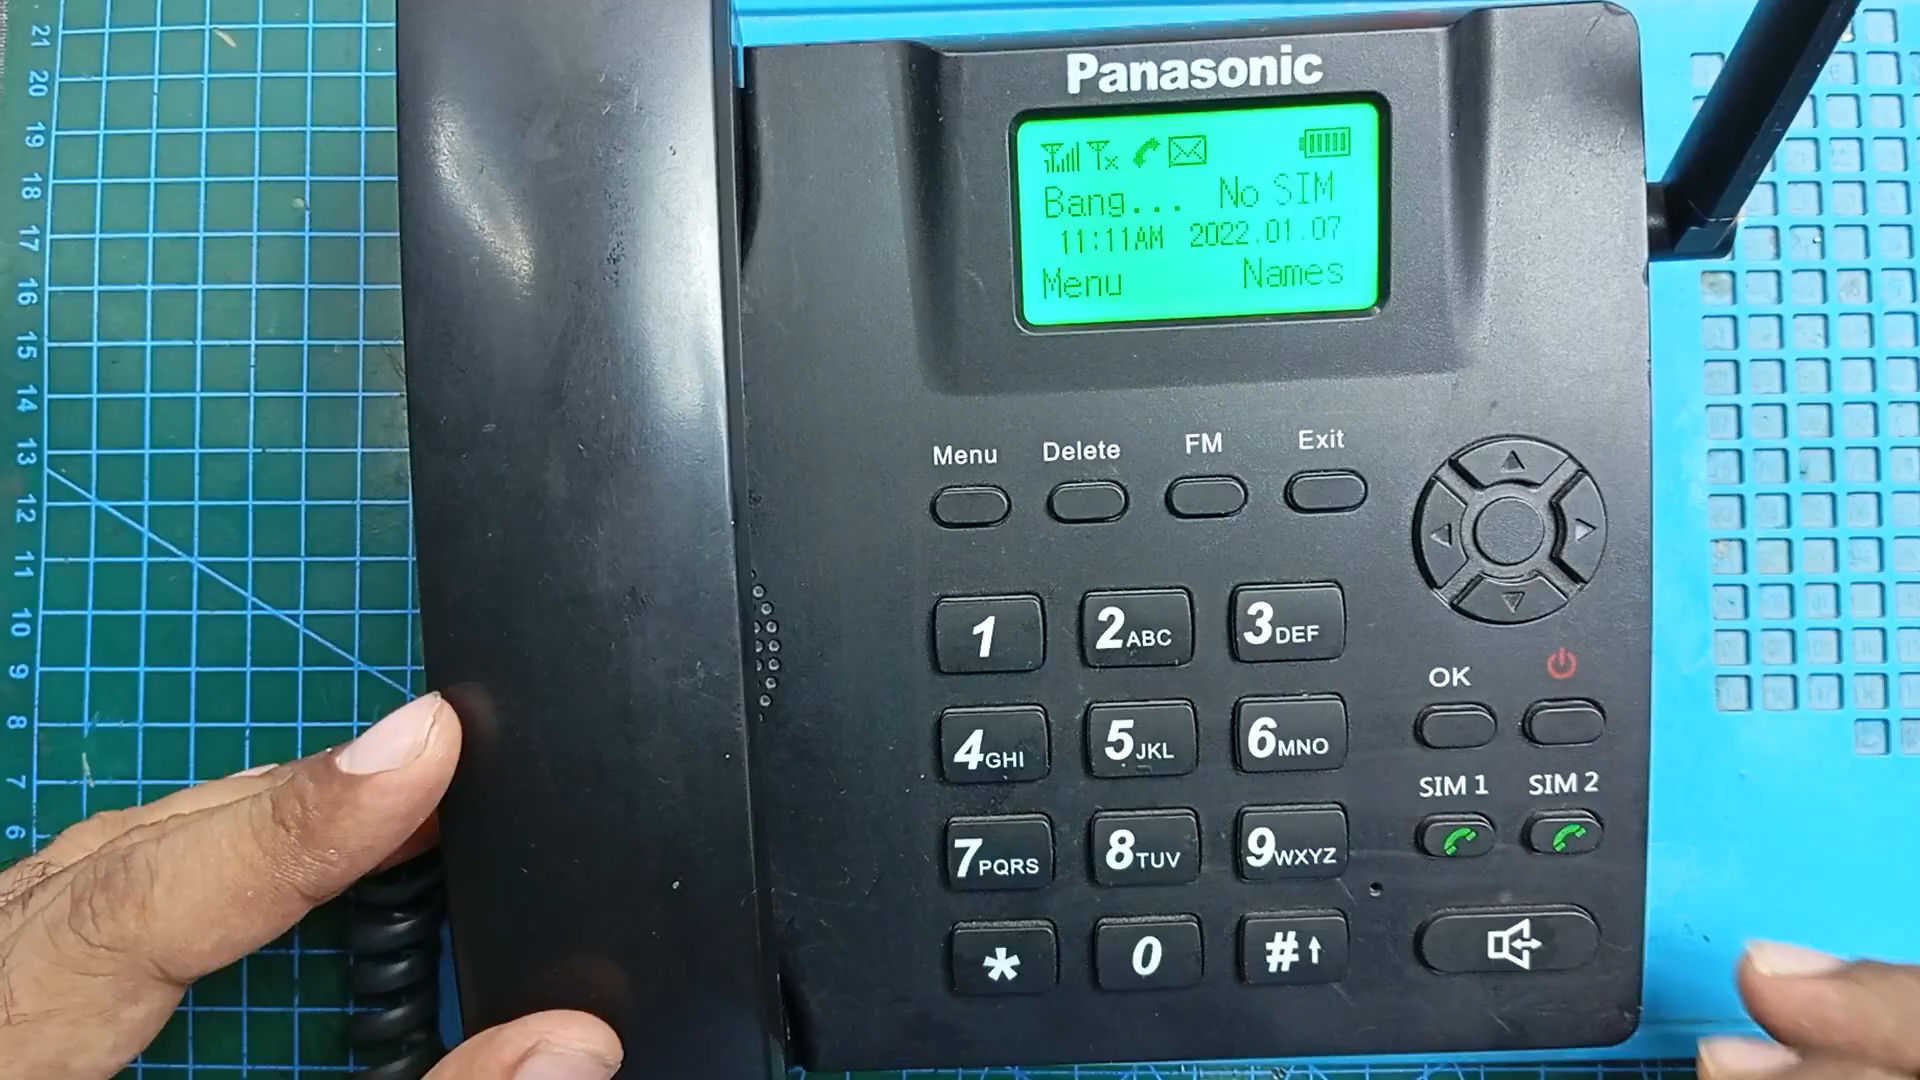 Panasonic
Bang... No SIM
11:11AM 2022.01.07
Menu Names
Menu Delete FM Exit
1 2ABC 3DEF
4GHI 5JKL 6MNO
OK
7PQRS 8TUV 9WXYZ
SIM 1 SIM 2
* 0 #↑
21
20
19
18
17
16
15
14
13
12
11
10
9
8
7
6